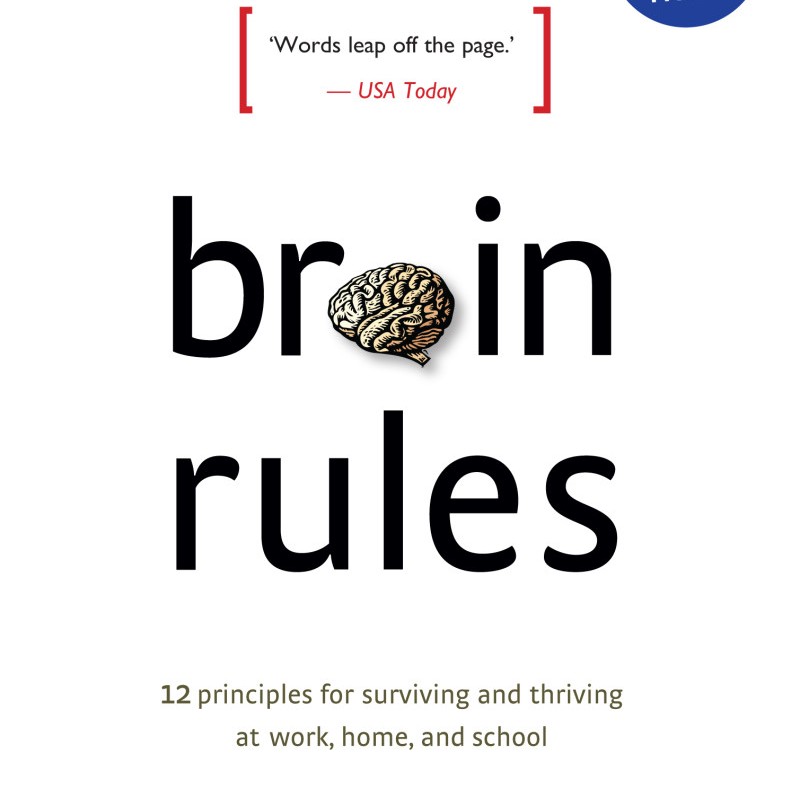 ‘Words leap off the page.’
— USA Today
br in
rules
12 principles for surviving and thriving
at work, home, and school